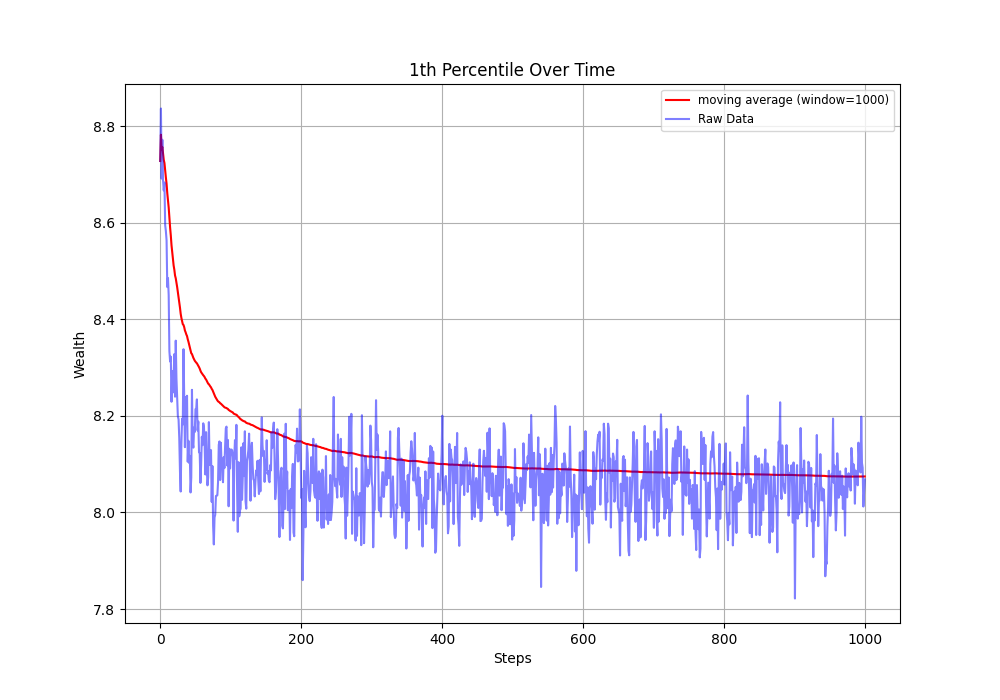 1th Percentile Over Time
moving average (window=1000)
Raw Data
8.8
8.6
8.4
8.2
8.0
7.8
Wealth
0 200 400 600 800 1000
Steps